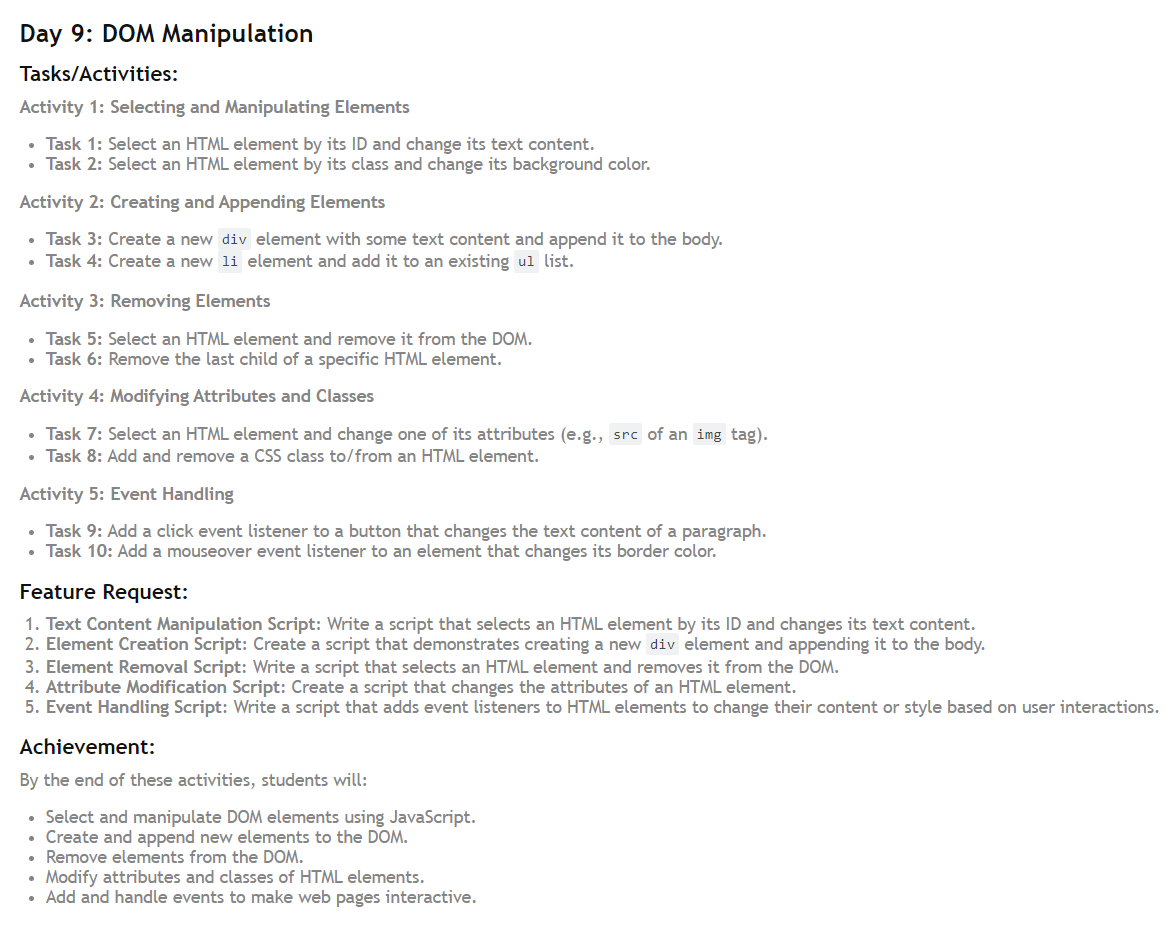 Day 9: DOM Manipulation
Tasks/Activities:
Activity 1: Selecting and Manipulating Elements
• Task 1: Select an HTML element by its ID and change its text content.
• Task 2: Select an HTML element by its class and change its background color.
Activity 2: Creating and Appending Elements
• Task 3: Create a new div element with some text content and append it to the body.
• Task 4: Create a new li element and add it to an existing ul list.
Activity 3: Removing Elements
• Task 5: Select an HTML element and remove it from the DOM.
• Task 6: Remove the last child of a specific HTML element.
Activity 4: Modifying Attributes and Classes
• Task 7: Select an HTML element and change one of its attributes (e.g., src of an img tag).
• Task 8: Add and remove a CSS class to/from an HTML element.
Activity 5: Event Handling
• Task 9: Add a click event listener to a button that changes the text content of a paragraph.
• Task 10: Add a mouseover event listener to an element that changes its border color.
Feature Request:
1. Text Content Manipulation Script: Write a script that selects an HTML element by its ID and changes its text content.
2. Element Creation Script: Create a script that demonstrates creating a new div element and appending it to the body.
3. Element Removal Script: Write a script that selects an HTML element and removes it from the DOM.
4. Attribute Modification Script: Create a script that changes the attributes of an HTML element.
5. Event Handling Script: Write a script that adds event listeners to HTML elements to change their content or style based on user interactions.
Achievement:
By the end of these activities, students will:
• Select and manipulate DOM elements using JavaScript.
• Create and append new elements to the DOM.
• Remove elements from the DOM.
• Modify attributes and classes of HTML elements.
• Add and handle events to make web pages interactive.